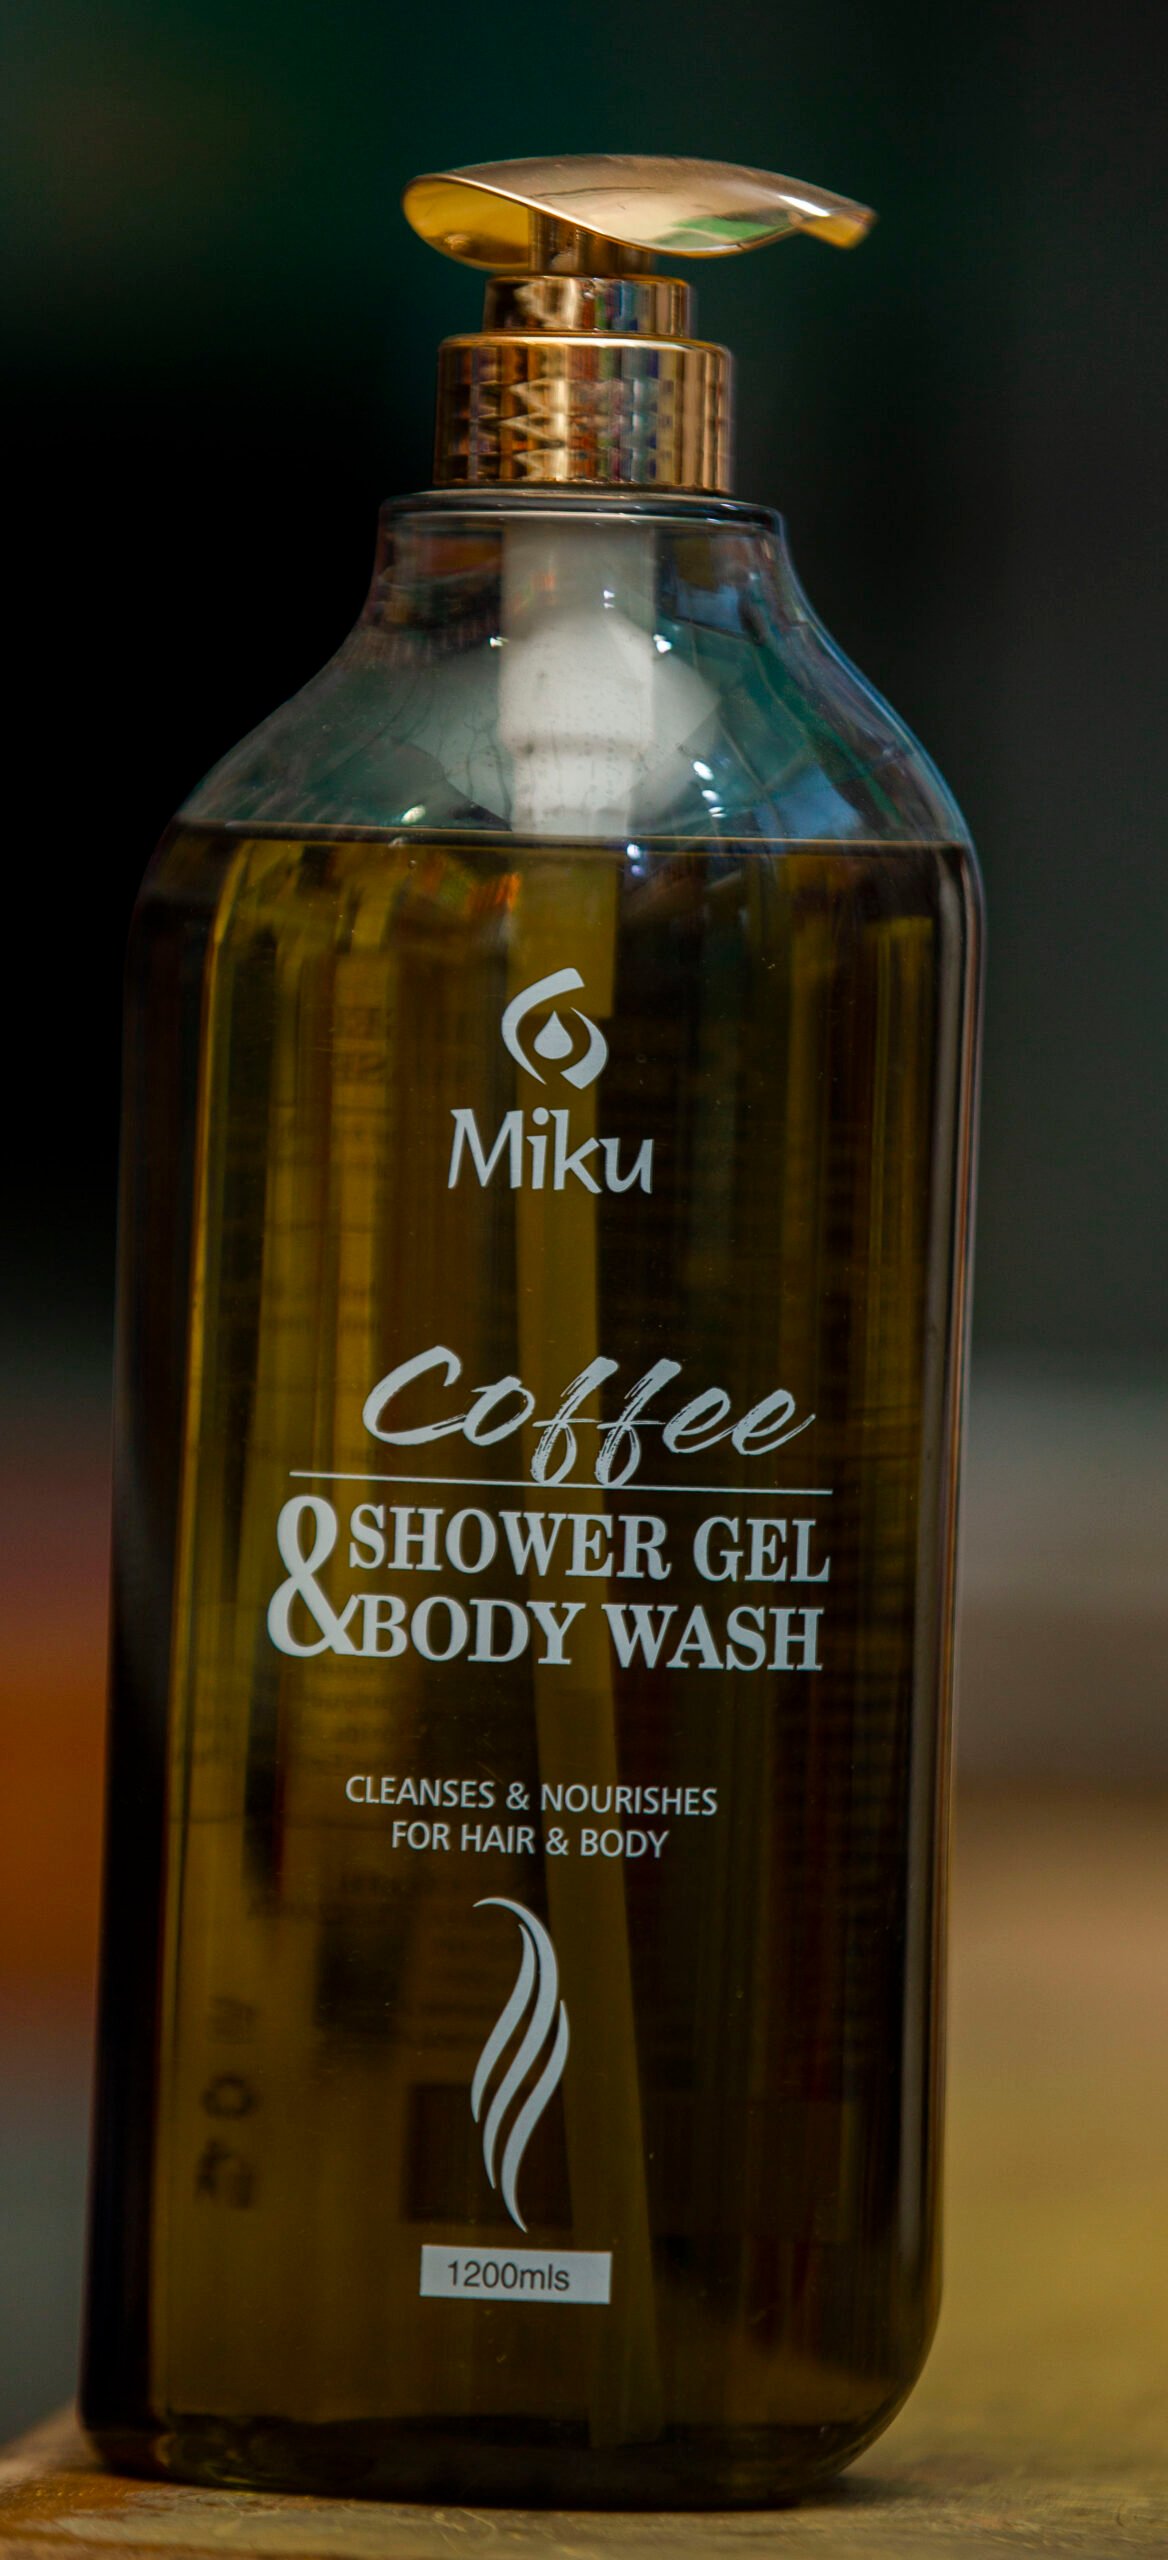 Miku
Coffee
& SHOWER GEL
BODY WASH
CLEANSES & NOURISHES
FOR HAIR & BODY
1200mls